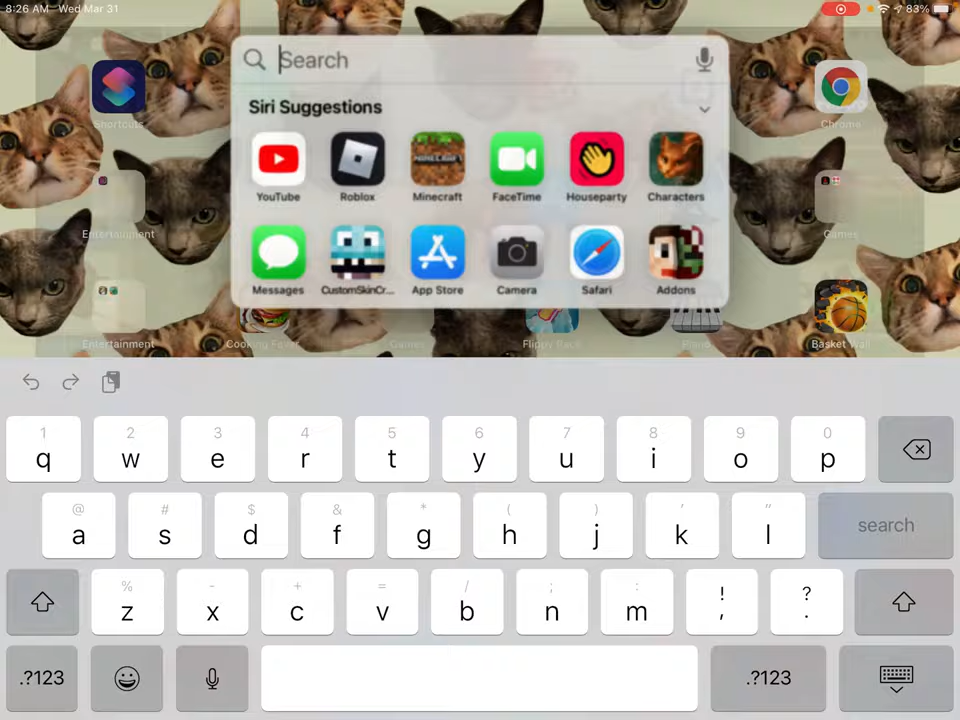 8:26 AM Wed Mar 31
83%
Search
Siri Suggestions
YouTube Roblox Minecraft FaceTime Houseparty Characters
MINECRAFT
Messages CustomSkinCr... App Store Camera Safari Addons
Shortcuts Chrome
Entertainment Games
Entertainment Cooking Fever Games Flippy Race Piano Basket Wall
1 2 3 4 5 6 7 8 9 0
q w e r t y u i o p
@ # $ & * ( ) ' "
a s d f g h j k l search
% - + = / ; : ! ?
z x c v b n m , .
.?123 .?123